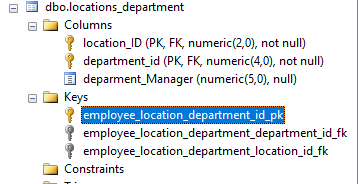 dbo.locations_department
Columns
location_ID (PK, FK, numeric(2,0), not null)
department_id (PK, FK, numeric(4,0), not null)
deparment_Manager (numeric(5,0), null)
Keys
employee_location_department_id_pk
employee_location_department_department_id_fk
employee_location_department_location_id_fk
Constraints